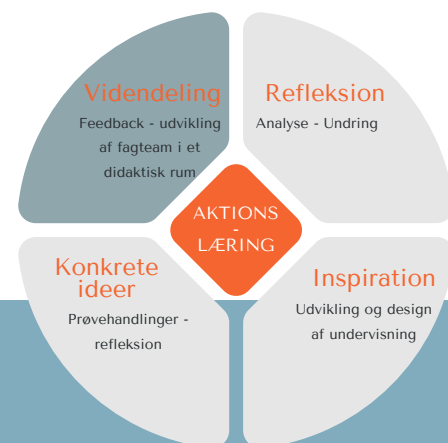 Videndeling
Feedback - udvikling
af fagteam i et
didaktisk rum
Refleksion
Analyse - Undring
AKTIONS
-
LÆRING
Konkrete
ideer
Prøvehandlinger -
refleksion
Inspiration
Udvikling og design
af undervisning